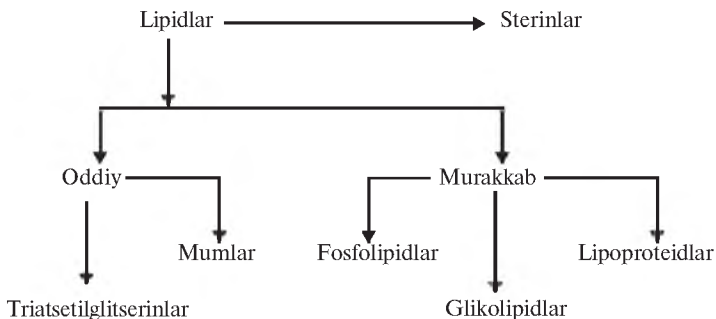 Lipidlar Sterinlar
Oddiy Murakkab
Mumlar Fosfolipidlar Lipoproteidlar
Triatsetilglitserinlar Glikolipidlar